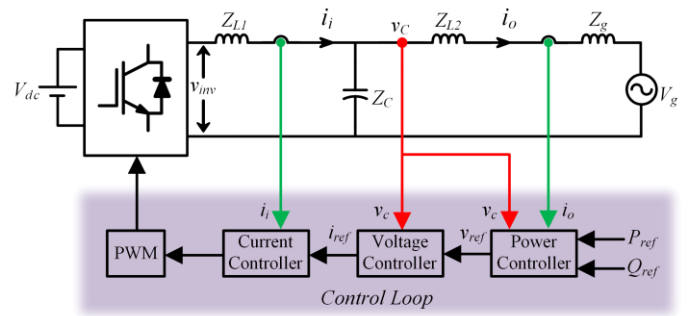 Z_L1 i_i v_C Z_L2 i_o Z_g
V_dc v_inv Z_C V_g
i_i v_c v_c i_o
PWM Current Controller i_ref Voltage Controller v_ref Power Controller P_ref
Q_ref
Control Loop